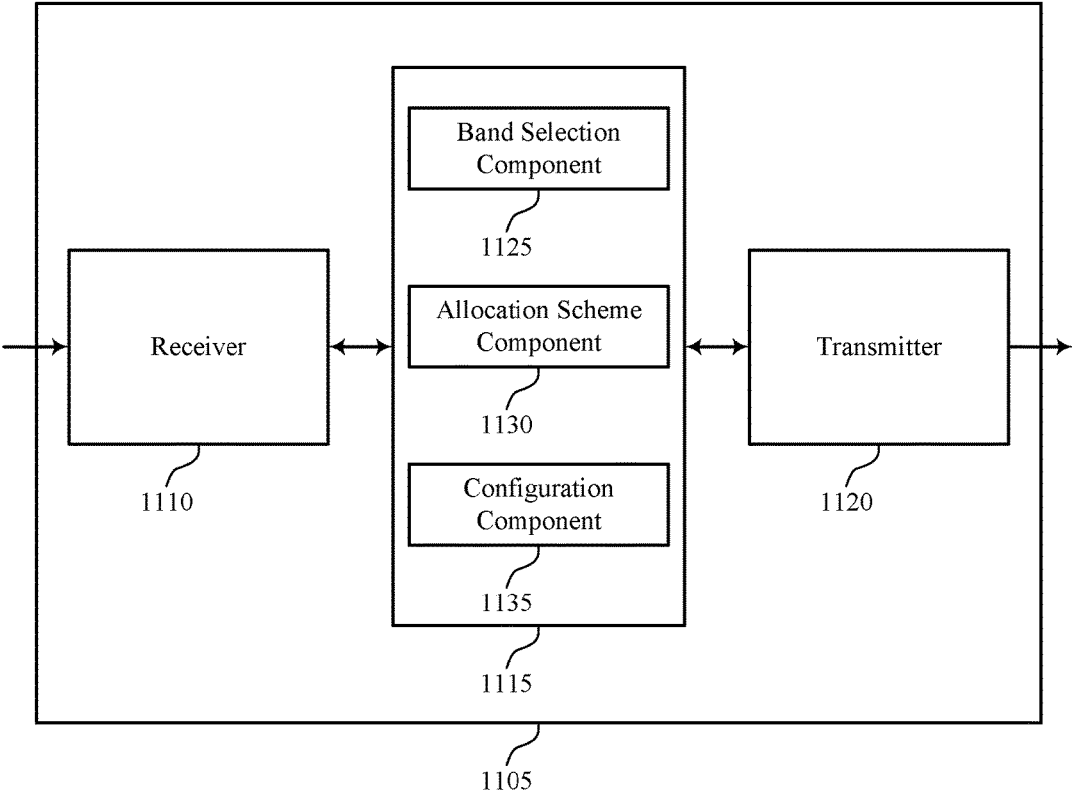 Band Selection
Component
1125
Receiver
1110
Allocation Scheme
Component
1130
Transmitter
1120
Configuration
Component
1135
1115
1105